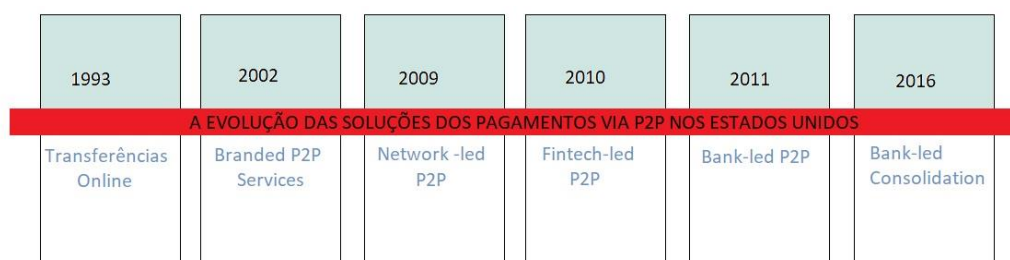 1993
2002
2009
2010
2011
2016
A EVOLUÇÃO DAS SOLUÇÕES DOS PAGAMENTOS VIA P2P NOS ESTADOS UNIDOS
Transferências
Online
Branded P2P
Services
Network -led
P2P
Fintech-led
P2P
Bank-led P2P
Bank-led
Consolidation